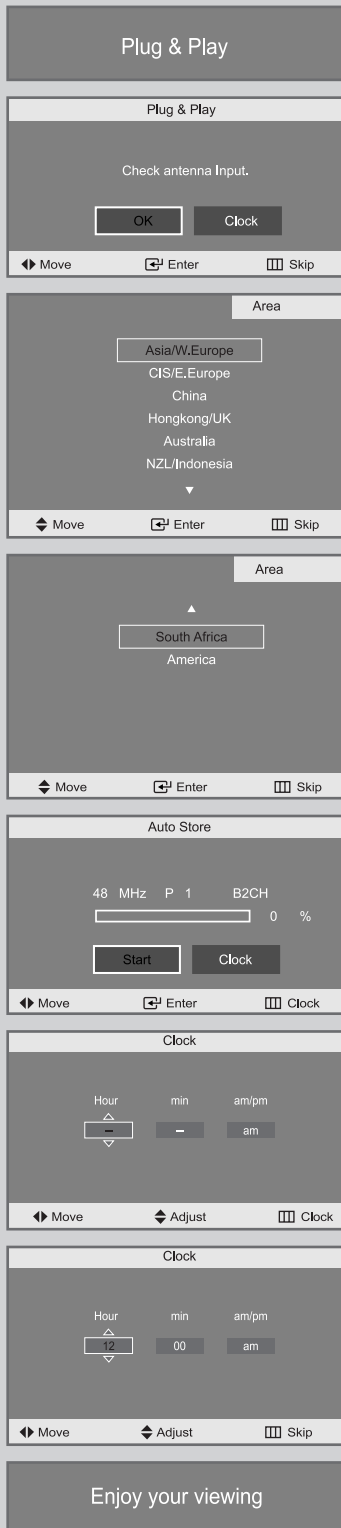 Plug & Play
Plug & Play
Check antenna Input.
OK Clock
Move Enter Skip
Area
Asia/W.Europe
CIS/E.Europe
China
Hongkong/UK
Australia
NZL/Indonesia
Move Enter Skip
Area
South Africa
America
Move Enter Skip
Auto Store
48 MHz P 1 B2CH
0 %
Start Clock
Move Enter Clock
Clock
Hour min am/pm
– – am
Move Adjust Clock
Clock
Hour min am/pm
12 00 am
Move Adjust Skip
Enjoy your viewing